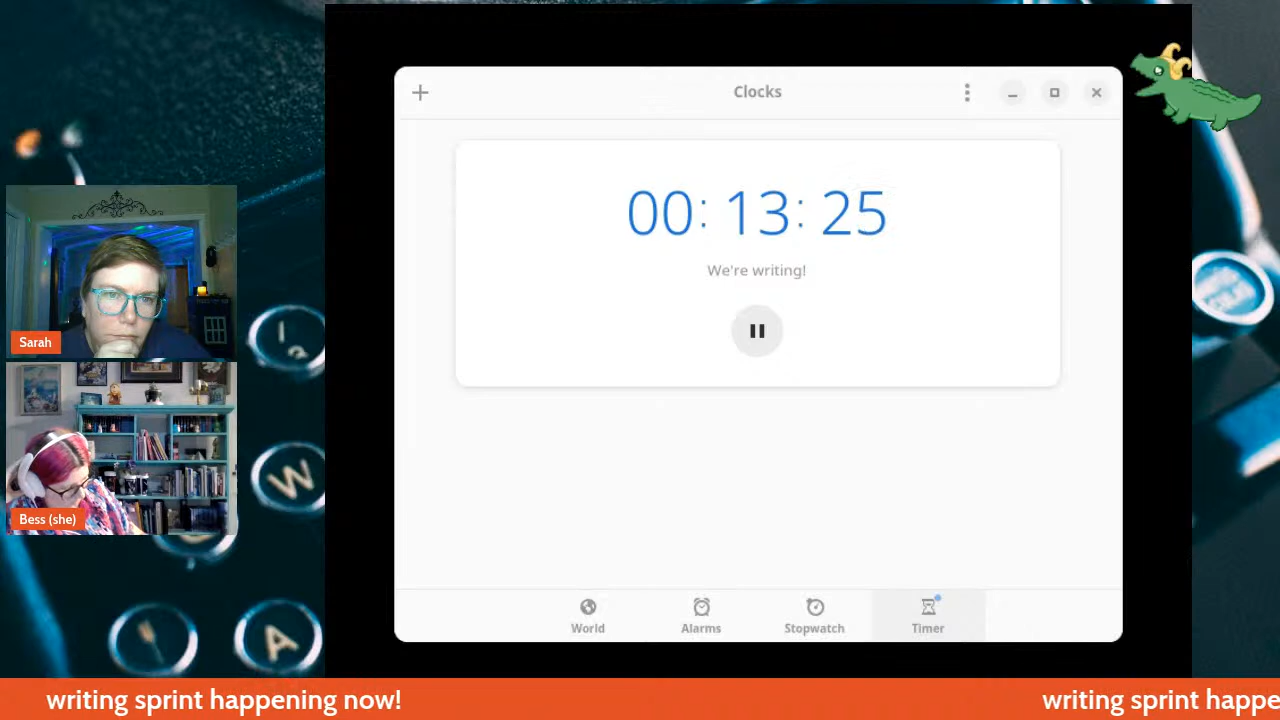 Clocks
00:13:25
We're writing!
Sarah
Bess (she)
I
W
A
World
Alarms
Stopwatch
Timer
writing sprint happening now!
writing sprint happe